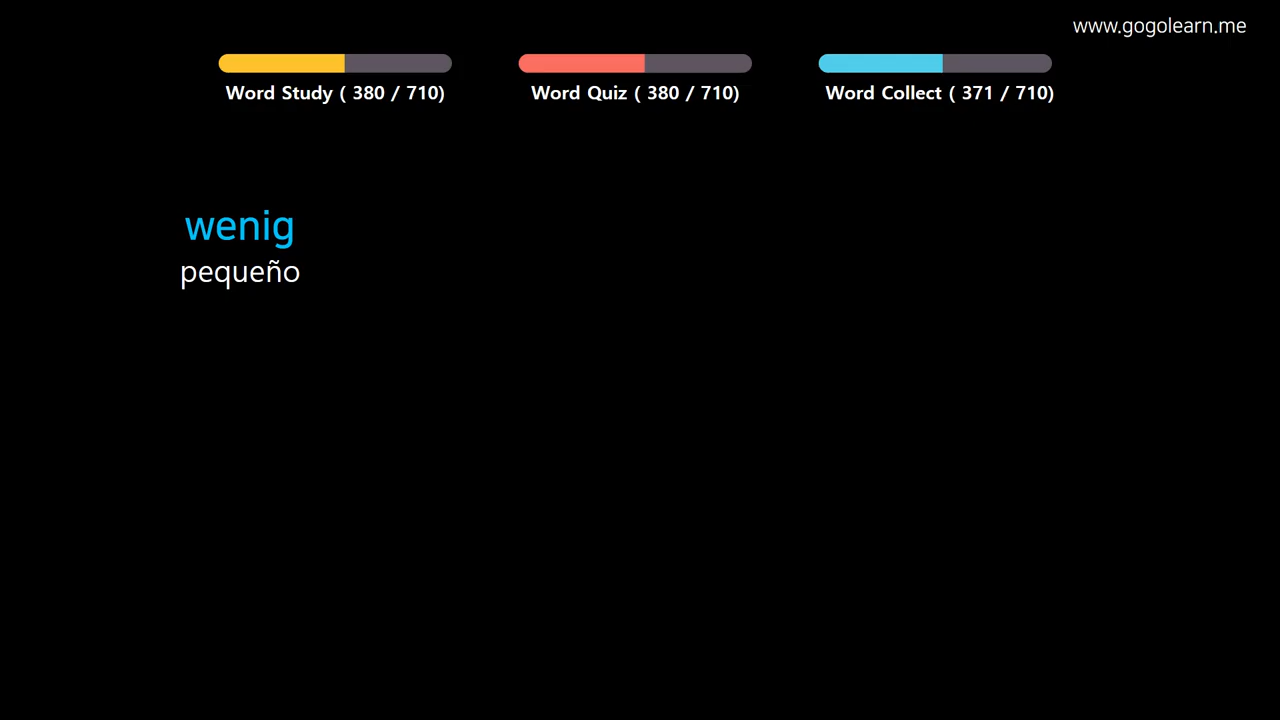 www.gogolearn.me
Word Study ( 380 / 710)
Word Quiz ( 380 / 710)
Word Collect ( 371 / 710)
wenig
pequeño